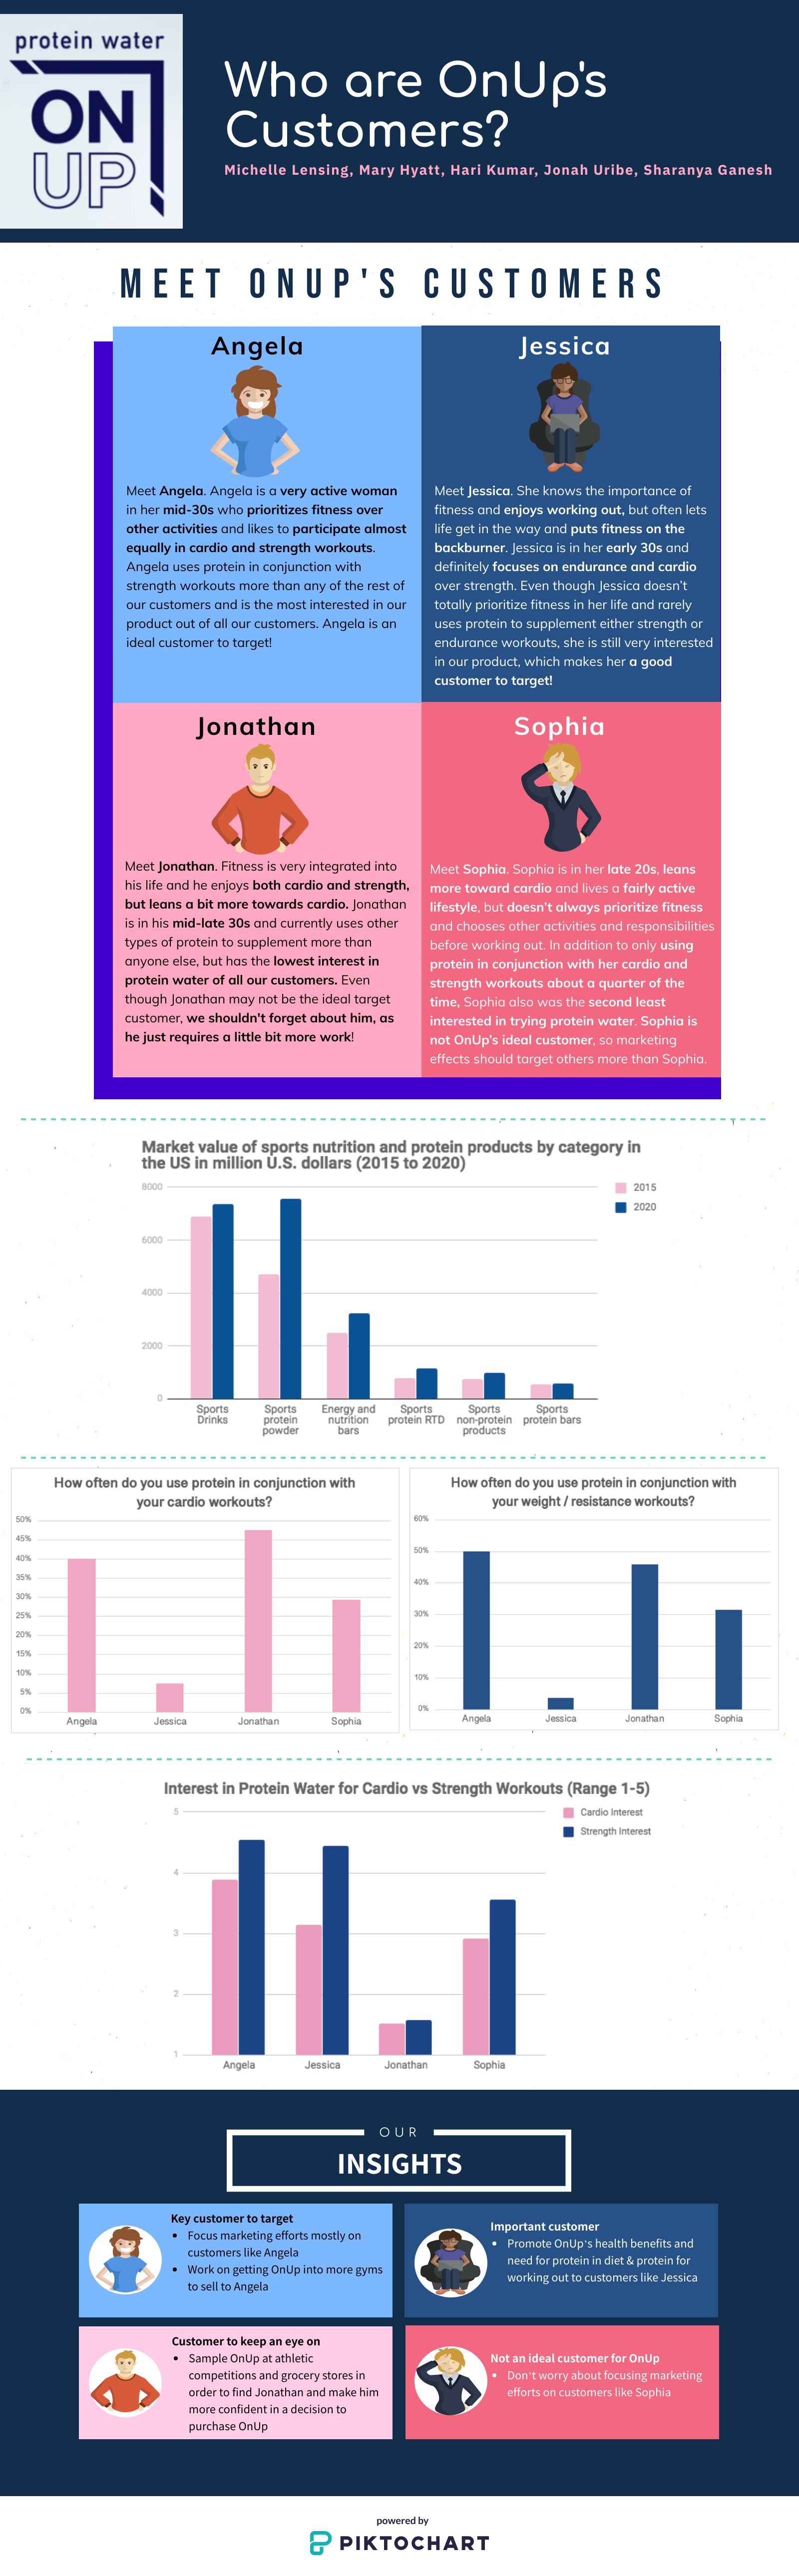 protein water
ON
UP
Who are OnUp's
Customers?
Michelle Lensing, Mary Hyatt, Hari Kumar, Jonah Uribe, Sharanya Ganesh
MEET ONUP'S CUSTOMERS
Angela
Meet Angela. Angela is a very active woman
in her mid-30s who prioritizes fitness over
other activities and likes to participate almost
equally in cardio and strength workouts.
Angela uses protein in conjunction with
strength workouts more than any of the rest of
our customers and is the most interested in our
product out of all our customers. Angela is an
ideal customer to target!
Jessica
Meet Jessica. She knows the importance of
fitness and enjoys working out, but often lets
life get in the way and puts fitness on the
backburner. Jessica is in her early 30s and
definitely focuses on endurance and cardio
over strength. Even though Jessica doesn't
totally prioritize fitness in her life and rarely
uses protein to supplement either strength or
endurance workouts, she is still very interested
in our product, which makes her a good
customer to target!
Jonathan
Meet Jonathan. Fitness is very integrated into
his life and he enjoys both cardio and strength,
but leans a bit more towards cardio. Jonathan
is in his mid-late 30s and currently uses other
types of protein to supplement more than
anyone else, but has the lowest interest in
protein water of all our customers. Even
though Jonathan may not be the ideal target
customer, we shouldn't forget about him, as
he just requires a little bit more work!
Sophia
Meet Sophia. Sophia is in her late 20s, leans
more toward cardio and lives a fairly active
lifestyle, but doesn't always prioritize fitness
and chooses other activities and responsibilities
before working out. In addition to only using
protein in conjunction with her cardio and
strength workouts about a quarter of the
time, Sophia also was the second least
interested in trying protein water. Sophia is
not OnUp's ideal customer, so marketing
effects should target others more than Sophia.
Market value of sports nutrition and protein products by category in
the US in million U.S. dollars (2015 to 2020)
2015
2020
8000
6000
4000
2000
0
Sports
Drinks
Sports
protein
powder
Energy and
nutrition
bars
Sports
protein RTD
Sports
non-protein
products
Sports
protein bars
How often do you use protein in conjunction with
your cardio workouts?
50%
45%
40%
35%
30%
25%
20%
15%
10%
5%
0%
Angela
Jessica
Jonathan
Sophia
How often do you use protein in conjunction with
your weight / resistance workouts?
60%
50%
40%
30%
20%
10%
0%
Angela
Jessica
Jonathan
Sophia
Interest in Protein Water for Cardio vs Strength Workouts (Range 1-5)
Cardio Interest
Strength Interest
5
4
3
2
1
Angela
Jessica
Jonathan
Sophia
OUR
INSIGHTS
Key customer to target
• Focus marketing efforts mostly on
customers like Angela
• Work on getting OnUp into more gyms
to sell to Angela
Important customer
• Promote OnUp's health benefits and
need for protein in diet & protein for
working out to customers like Jessica
Customer to keep an eye on
• Sample OnUp at athletic
competitions and grocery stores in
order to find Jonathan and make him
more confident in a decision to
purchase OnUp
Not an ideal customer for OnUp
• Don't worry about focusing marketing
efforts on customers like Sophia
powered by
PIKTOCHART